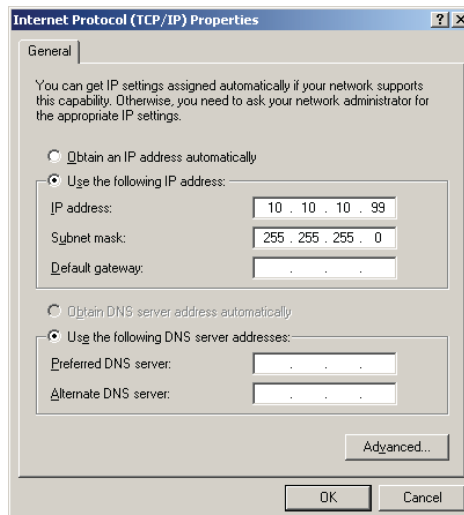 Internet Protocol (TCP/IP) Properties
General
You can get IP settings assigned automatically if your network supports
this capability. Otherwise, you need to ask your network administrator for
the appropriate IP settings.
Obtain an IP address automatically
Use the following IP address:
IP address: 10 . 10 . 10 . 99
Subnet mask: 255 . 255 . 255 . 0
Default gateway: . . .
Obtain DNS server address automatically
Use the following DNS server addresses:
Preferred DNS server: . . .
Alternate DNS server: . . .
Advanced...
OK Cancel